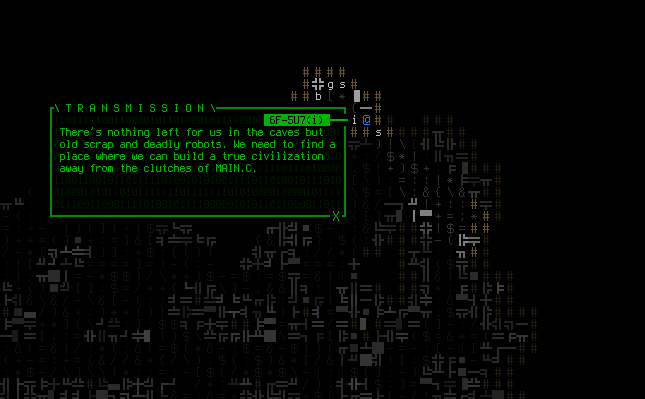 \ T R A N S M I S S I O N \
6F-SU7(i)
There's nothing left for us in the caves but
old scrap and deadly robots. We need to find a
place where we can build a true civilization
away from the clutches of MAIN.C.
X